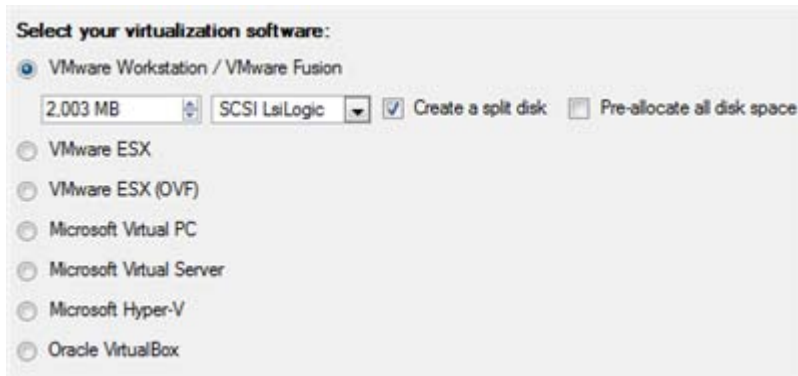 Select your virtualization software:
VMware Workstation / VMware Fusion
2,003 MB SCSI LsiLogic Create a split disk Pre-allocate all disk space
VMware ESX
VMware ESX (OVF)
Microsoft Virtual PC
Microsoft Virtual Server
Microsoft Hyper-V
Oracle VirtualBox